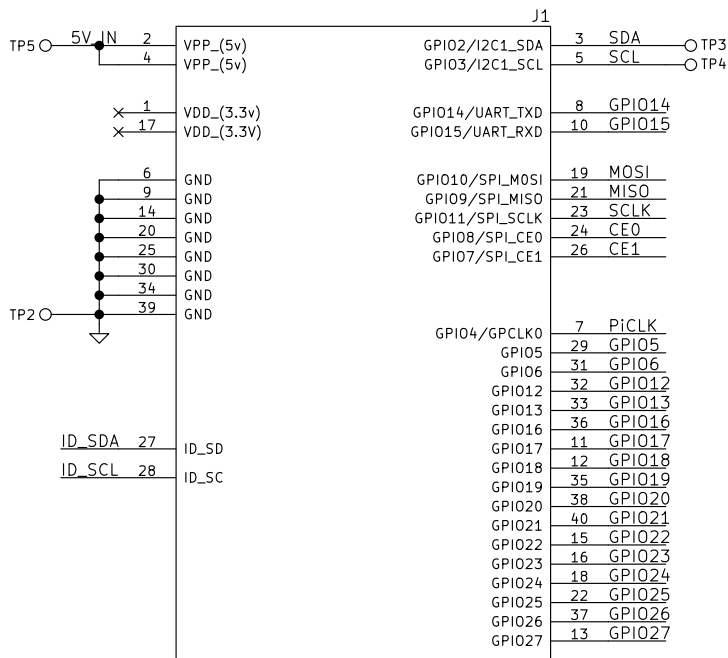 J1
TP5 5V_IN 2 VPP_(5v) GPIO2/I2C1_SDA 3 SDA TP3
4 VPP_(5v) GPIO3/I2C1_SCL 5 SCL TP4
1 VDD_(3.3v) GPIO14/UART_TXD 8 GPIO14
17 VDD_(3.3V) GPIO15/UART_RXD 10 GPIO15
6 GND GPIO10/SPI_M0SI 19 MOSI
9 GND GPIO9/SPI_MISO 21 MISO
14 GND GPIO11/SPI_SCLK 23 SCLK
20 GND GPIO8/SPI_CE0 24 CE0
25 GND GPIO7/SPI_CE1 26 CE1
30 GND
34 GND
TP2 39 GND
GPIO4/GPCLK0 7 PiCLK
GPIO5 29 GPIO5
GPIO6 31 GPIO6
GPIO12 32 GPIO12
GPIO13 33 GPIO13
GPIO16 36 GPIO16
ID_SDA 27 ID_SD GPIO17 11 GPIO17
GPIO18 12 GPIO18
ID_SCL 28 ID_SC GPIO19 35 GPIO19
GPIO20 38 GPIO20
GPIO21 40 GPIO21
GPIO22 15 GPIO22
GPIO23 16 GPIO23
GPIO24 18 GPIO24
GPIO25 22 GPIO25
GPIO26 37 GPIO26
GPIO27 13 GPIO27